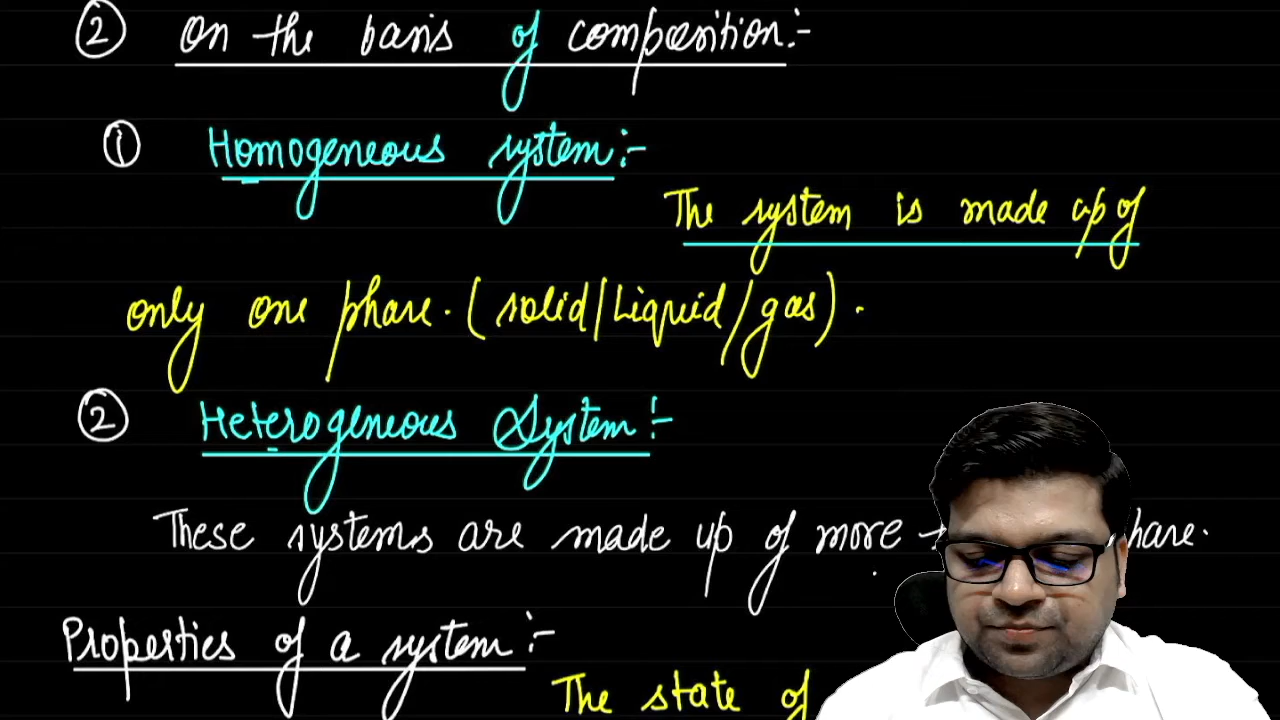 ② On the basis of composition:-
① Homogeneous system:-
The system is made up of
only one phase. (solid/Liquid/gas).
② Heterogeneous System:-
These systems are made up of more
Properties of a system:-
The state of